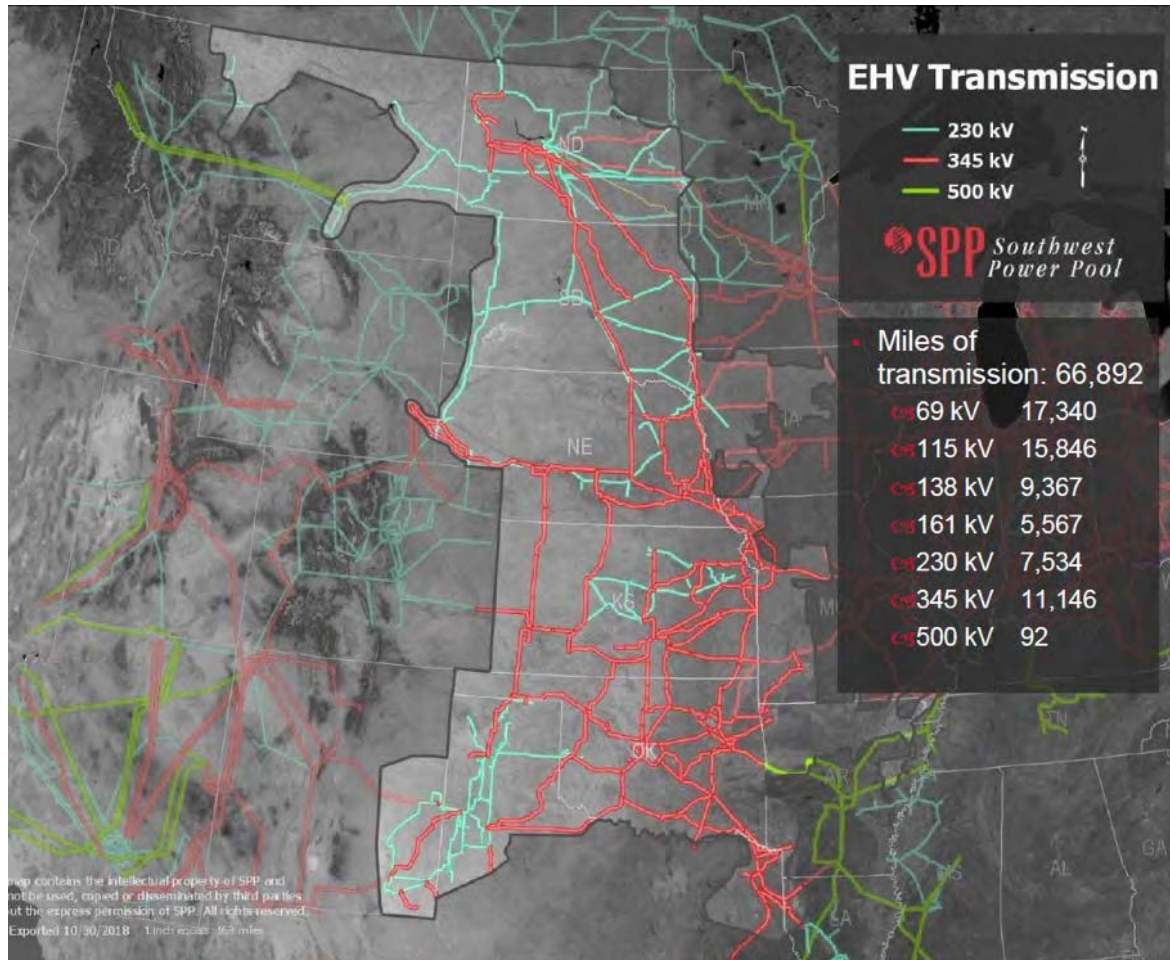 EHV Transmission
230 kV
345 kV
500 kV
N
SPP Southwest
Power Pool
• Miles of
transmission: 66,892
69 kV 17,340
115 kV 15,846
138 kV 9,367
161 kV 5,567
230 kV 7,534
345 kV 11,146
500 kV 92
ND
MN
ID
SD
IA
NE
KS
MO
OK
TN
AR
MS
AL
GA
LA
map contains the intellectual property of SPP and
not be used, copied or disseminated by third parties
out the express permission of SPP. All rights reserved.
Exported 10/30/2018 1 inch equals 163 miles